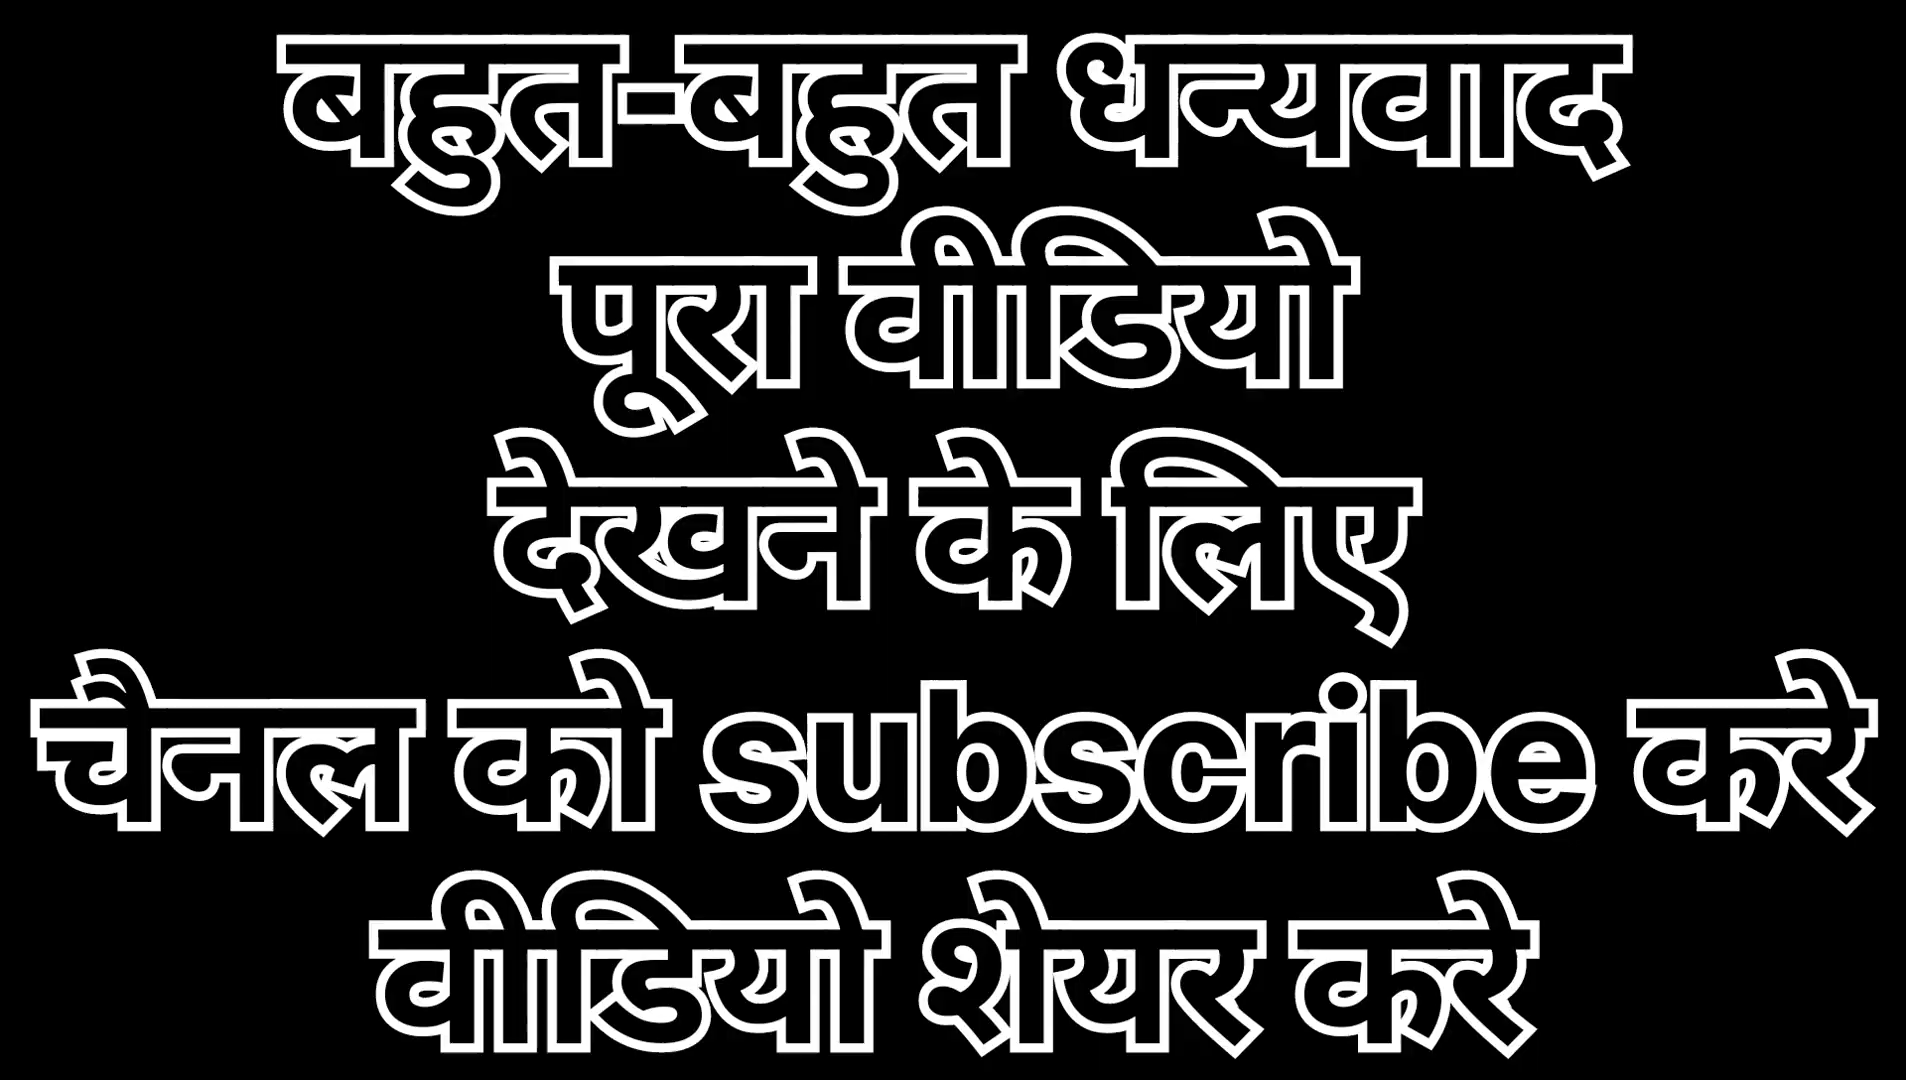 बहुत-बहुत धन्यवाद
पूरा वीडियो
देखने के लिए
चैनल को subscribe करे
वीडियो शेयर करे